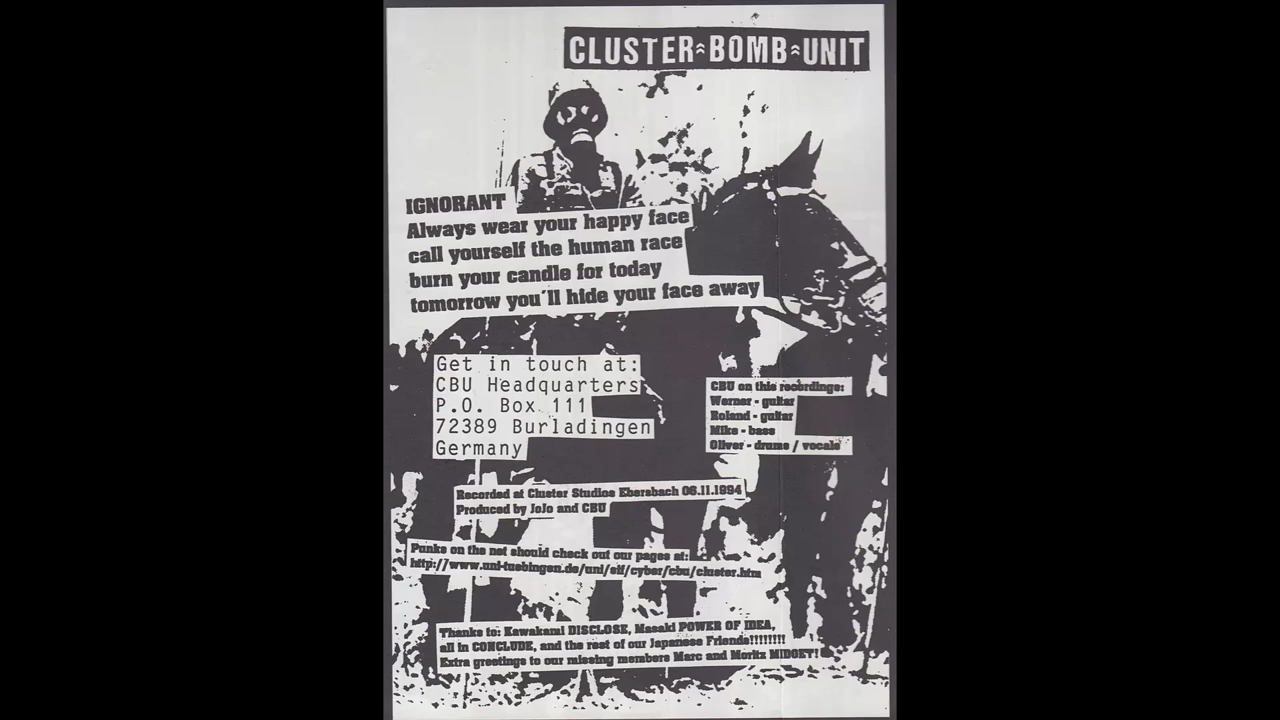 CLUSTER BOMB UNIT
IGNORANT
Always wear your happy face
call yourself the human race
burn your candle for today
tomorrow you´ll hide your face away
Get in touch at:
CBU Headquarters
P.O. Box 111
72389 Burladingen
Germany
CBU on this recordings:
Werner - guitar
Roland - guitar
Mike - bass
Oliver - drums / vocals
Recorded at Cluster Studios Ebersbach 06.11.1994
Produced by JoJo and CBU
Punks on the net should check out our pages at:
http://www.uni-tuebingen.de/uni/sif/cyber/cbu/cluster.htm
Thanks to: Kawakami DISCLOSE, Masaki POWER OF IDEA,
all in CONCLUDE, and the rest of our Japanese Friends!!!!!!!!
Extra greetings to our missing members Marc and Moritz MIDGET!